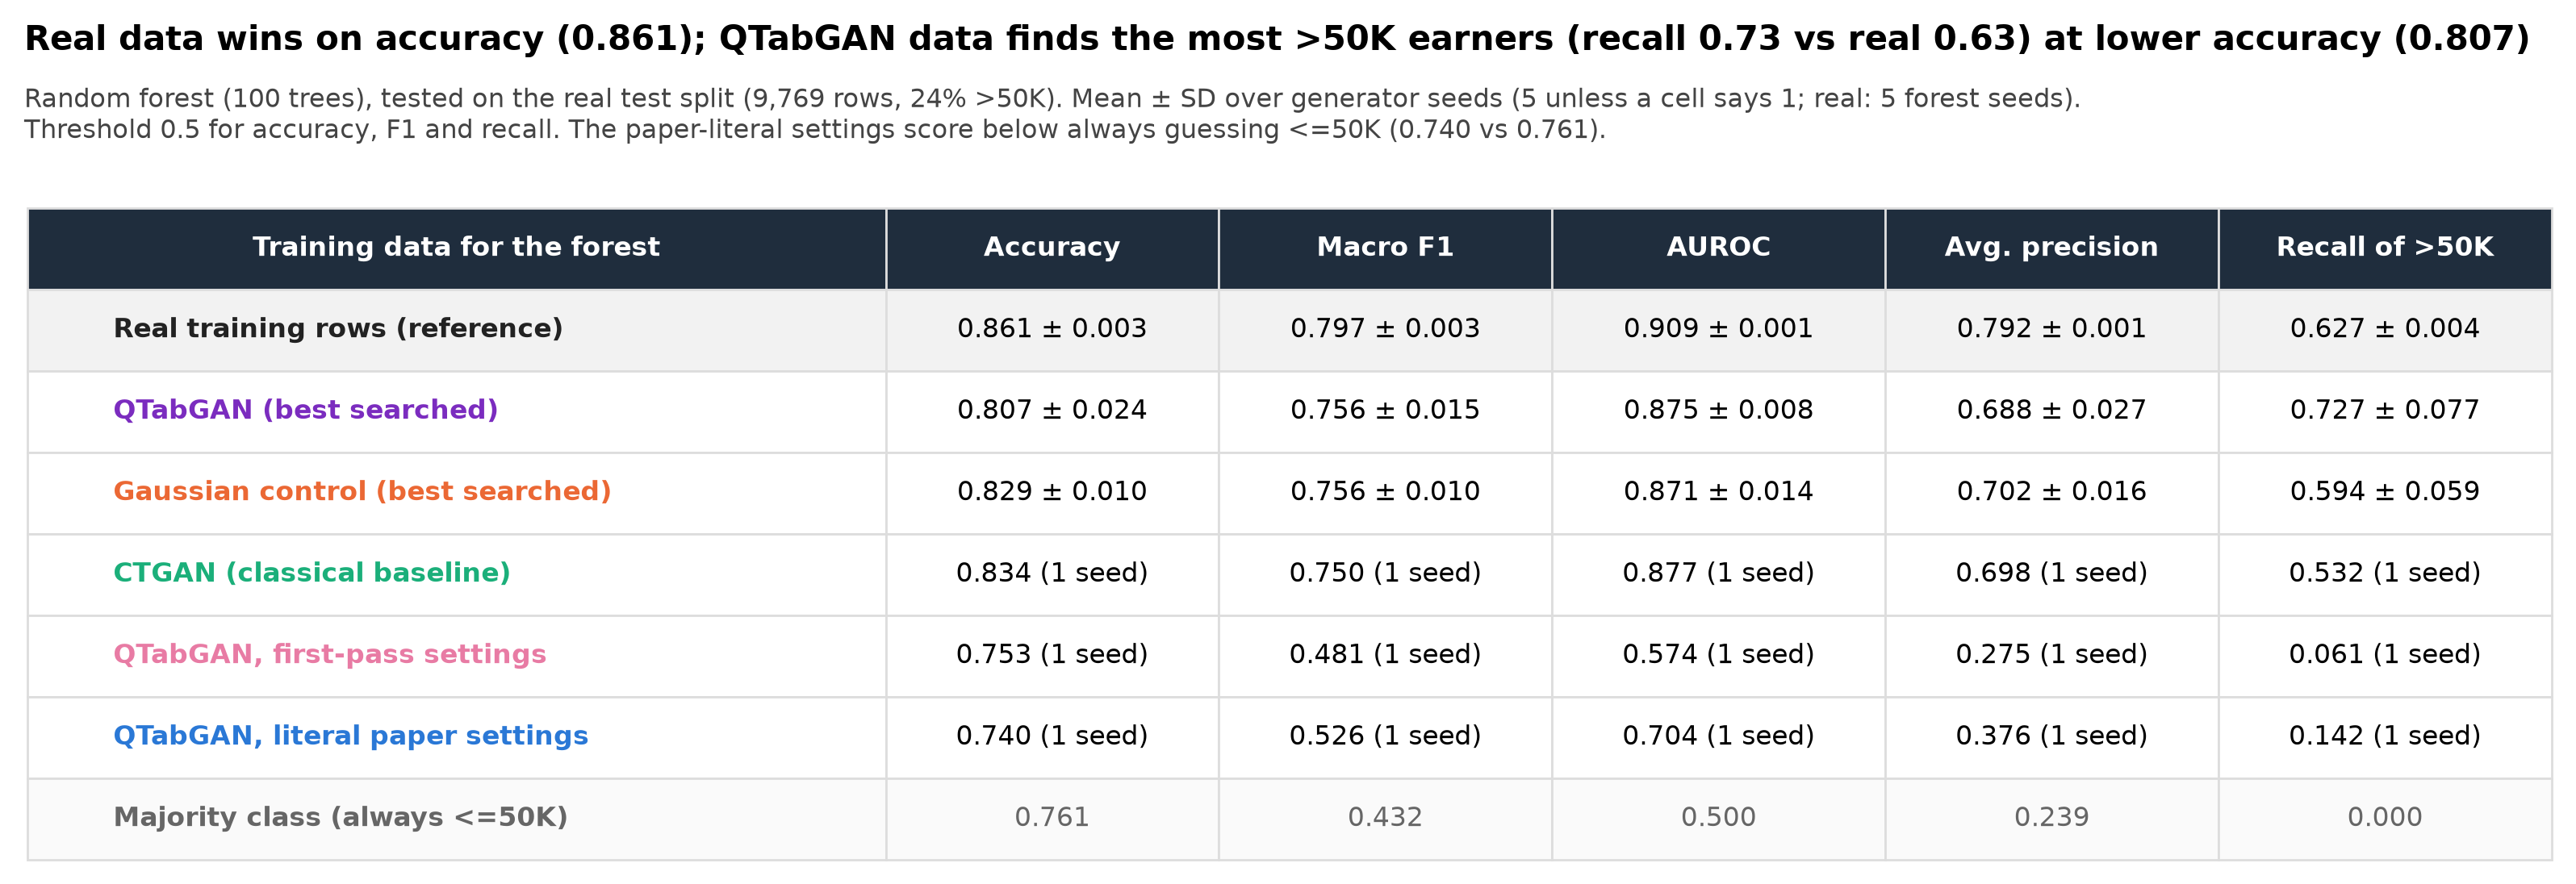 Real data wins on accuracy (0.861); QTabGAN data finds the most >50K earners (recall 0.73 vs real 0.63) at lower accuracy (0.807)
Random forest (100 trees), tested on the real test split (9,769 rows, 24% >50K). Mean ± SD over generator seeds (5 unless a cell says 1; real: 5 forest seeds).
Threshold 0.5 for accuracy, F1 and recall. The paper-literal settings score below always guessing <=50K (0.740 vs 0.761).
Training data for the forest Accuracy Macro F1 AUROC Avg. precision Recall of >50K
Real training rows (reference) 0.861 ± 0.003 0.797 ± 0.003 0.909 ± 0.001 0.792 ± 0.001 0.627 ± 0.004
QTabGAN (best searched) 0.807 ± 0.024 0.756 ± 0.015 0.875 ± 0.008 0.688 ± 0.027 0.727 ± 0.077
Gaussian control (best searched) 0.829 ± 0.010 0.756 ± 0.010 0.871 ± 0.014 0.702 ± 0.016 0.594 ± 0.059
CTGAN (classical baseline) 0.834 (1 seed) 0.750 (1 seed) 0.877 (1 seed) 0.698 (1 seed) 0.532 (1 seed)
QTabGAN, first-pass settings 0.753 (1 seed) 0.481 (1 seed) 0.574 (1 seed) 0.275 (1 seed) 0.061 (1 seed)
QTabGAN, literal paper settings 0.740 (1 seed) 0.526 (1 seed) 0.704 (1 seed) 0.376 (1 seed) 0.142 (1 seed)
Majority class (always <=50K) 0.761 0.432 0.500 0.239 0.000